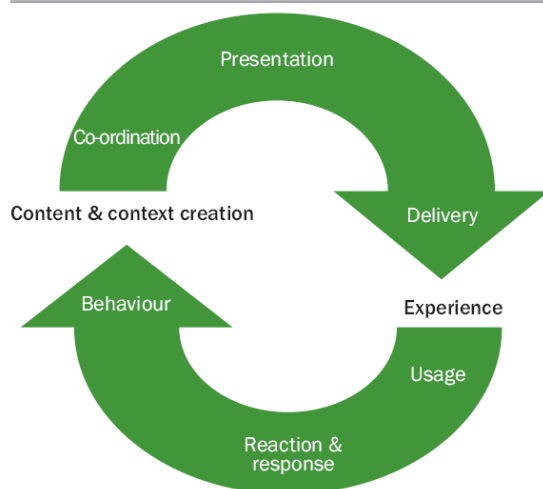 Presentation
Co-ordination
Content & context creation
Delivery
Behaviour
Experience
Usage
Reaction &
response